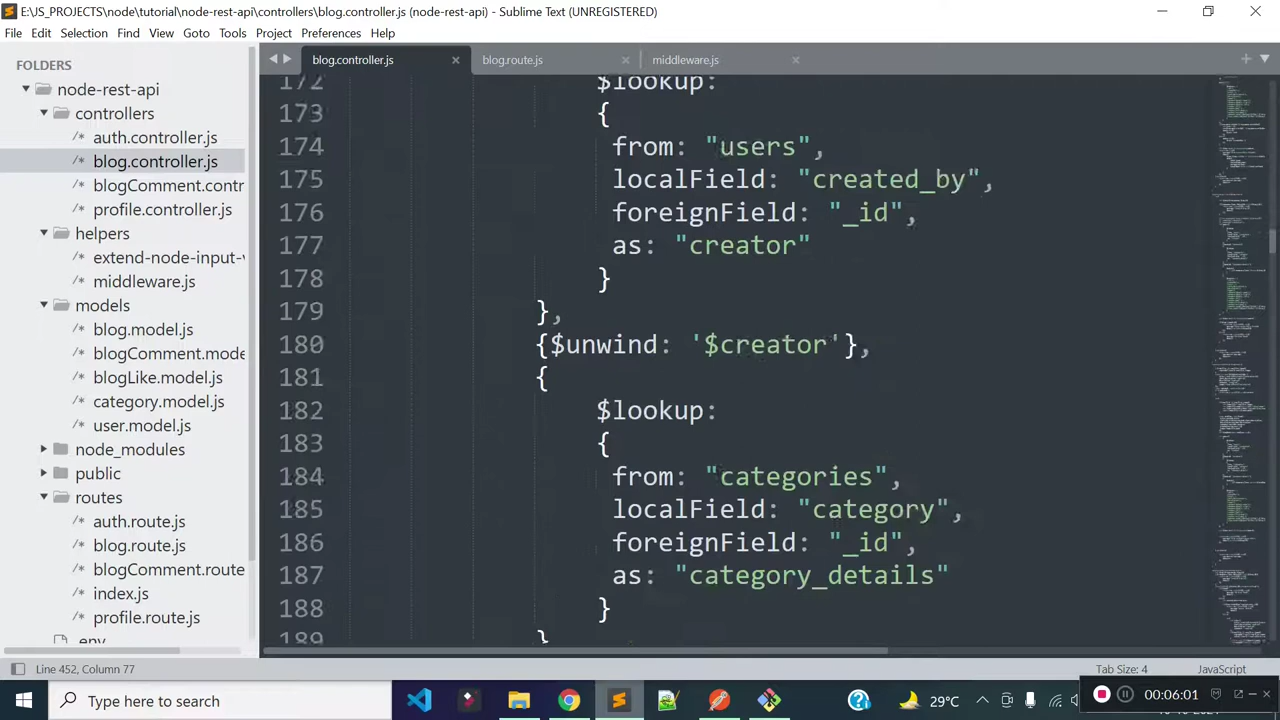 E:\JS_PROJECTS\node\tutorial\node-rest-api\controllers\blog.controller.js (node-rest-api) - Sublime Text (UNREGISTERED)
File Edit Selection Find View Goto Tools Project Preferences Help
FOLDERS
node-rest-api
controllers
/* auth.controller.js
/* blog.controller.js
/* blogComment.contr
/* profile.controller.js
helpers
/* extend-node-input-v
/* middleware.js
models
/* blog.model.js
/* blogComment.mode
/* blogLike.model.js
/* category.model.js
/* user.model.js
node_modules
public
routes
/* auth.route.js
/* blog.route.js
/* blogComment.route
/* index.js
/* profile.route.js
.env
blog.controller.js blog.route.js middleware.js
172 $lookup:
173 {
174 from: "users",
175 localField: "created_by",
176 foreignField: "_id",
177 as: "creator"
178 }
179 },
180 {$unwind: '$creator'},
181 {
182 $lookup:
183 {
184 from: "categories",
185 localField: "category",
186 foreignField: "_id",
187 as: "category_details"
188 }
189 }
Line 452, Column 77 Tab Size: 4 JavaScript
Type here to search 29°C 00:06:01